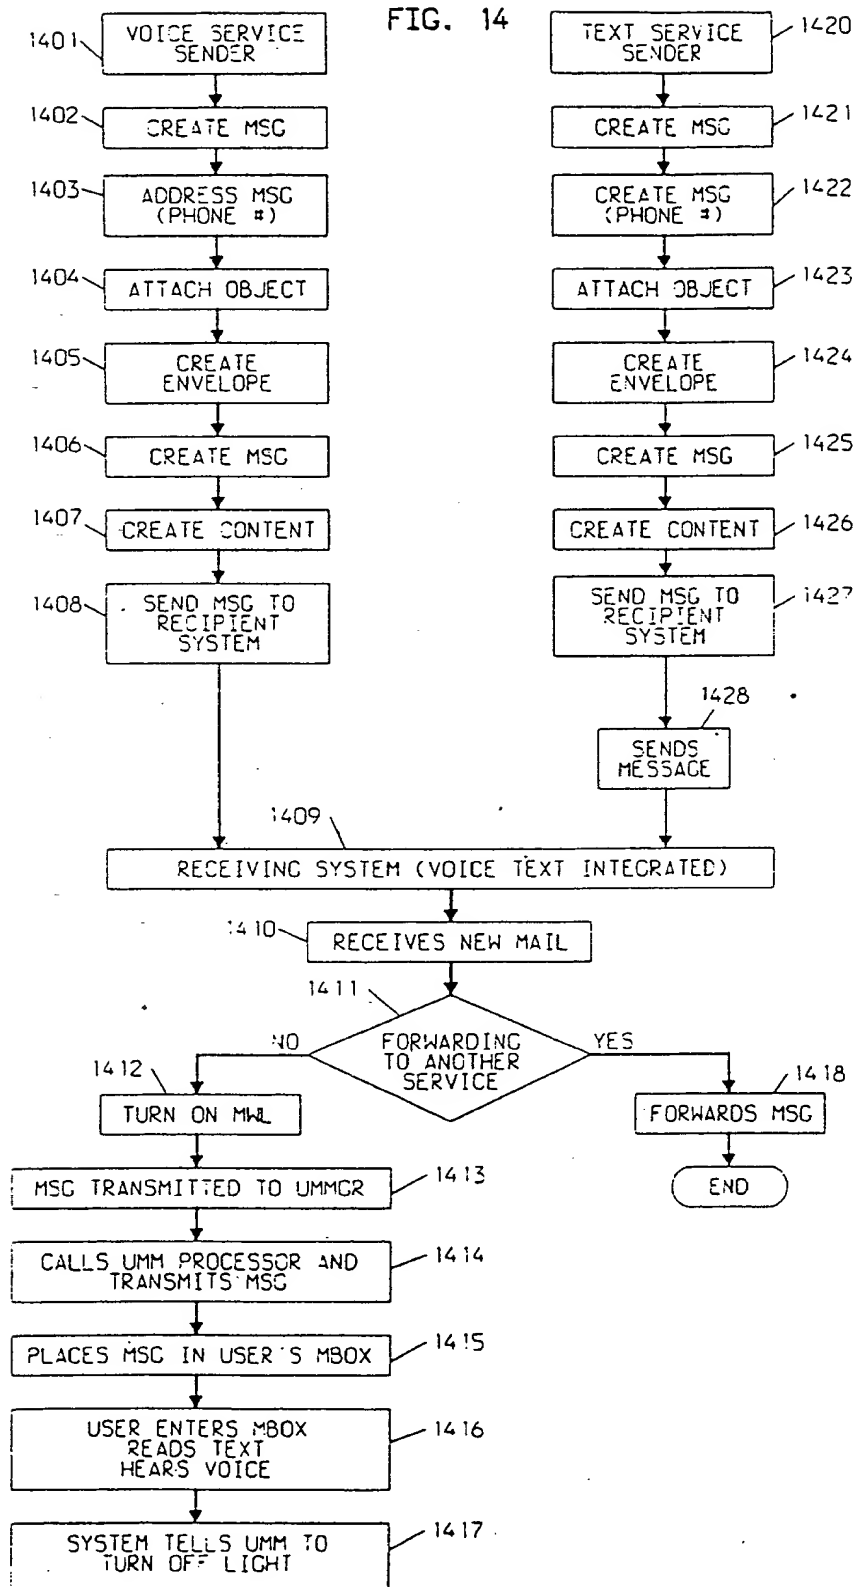 FIG. 14
1401
VOICE SERVICE
SENDER
1402
CREATE MSG
1403
ADDRESS MSG
(PHONE #)
1404
ATTACH OBJECT
1405
CREATE
ENVELOPE
1406
CREATE MSG
1407
CREATE CONTENT
1408
SEND MSG TO
RECIPIENT
SYSTEM
1420
TEXT SERVICE
SENDER
1421
CREATE MSG
1422
CREATE MSG
(PHONE #)
1423
ATTACH OBJECT
1424
CREATE
ENVELOPE
1425
CREATE MSG
1426
CREATE CONTENT
1427
SEND MSG TO
RECIPIENT
SYSTEM
1428
SENDS
MESSAGE
1409
RECEIVING SYSTEM (VOICE TEXT INTEGRATED)
1410
RECEIVES NEW MAIL
1411
FORWARDING
TO ANOTHER
SERVICE
NO
YES
1412
TURN ON MWL
1418
FORWARDS MSG
END
1413
MSG TRANSMITTED TO UMMGR
1414
CALLS UMM PROCESSOR AND
TRANSMITS MSG
1415
PLACES MSG IN USER'S MBOX
1416
USER ENTERS MBOX
READS TEXT
HEARS VOICE
1417
SYSTEM TELLS UMM TO
TURN OFF LIGHT